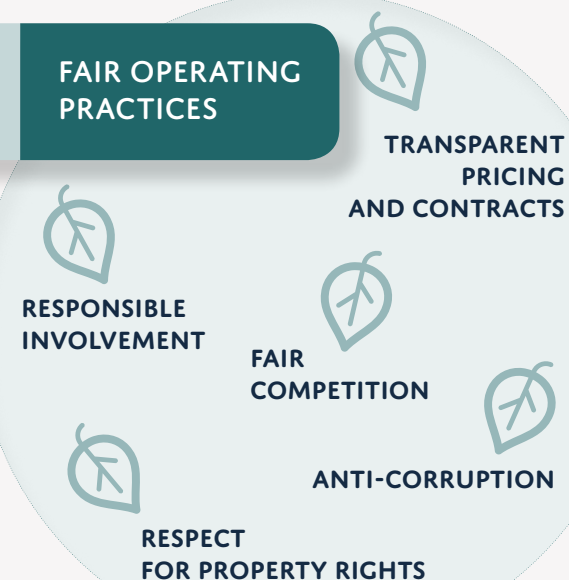 FAIR OPERATING
PRACTICES
TRANSPARENT
PRICING
AND CONTRACTS
RESPONSIBLE
INVOLVEMENT
FAIR
COMPETITION
ANTI-CORRUPTION
RESPECT
FOR PROPERTY RIGHTS